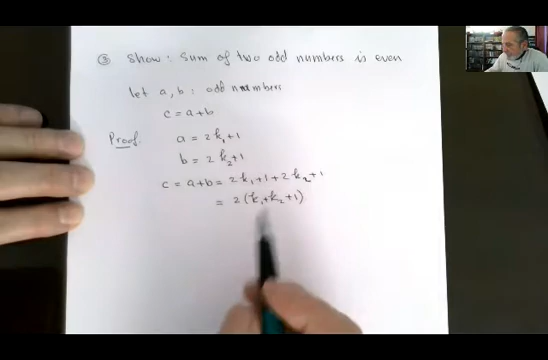 ③ Show: Sum of two odd numbers is even
let a, b: odd numbers
c = a+b
Proof. a = 2k₁+1
b = 2k₂+1
c = a+b = 2k₁+1+2k₂+1
= 2(k₁+k₂+1)